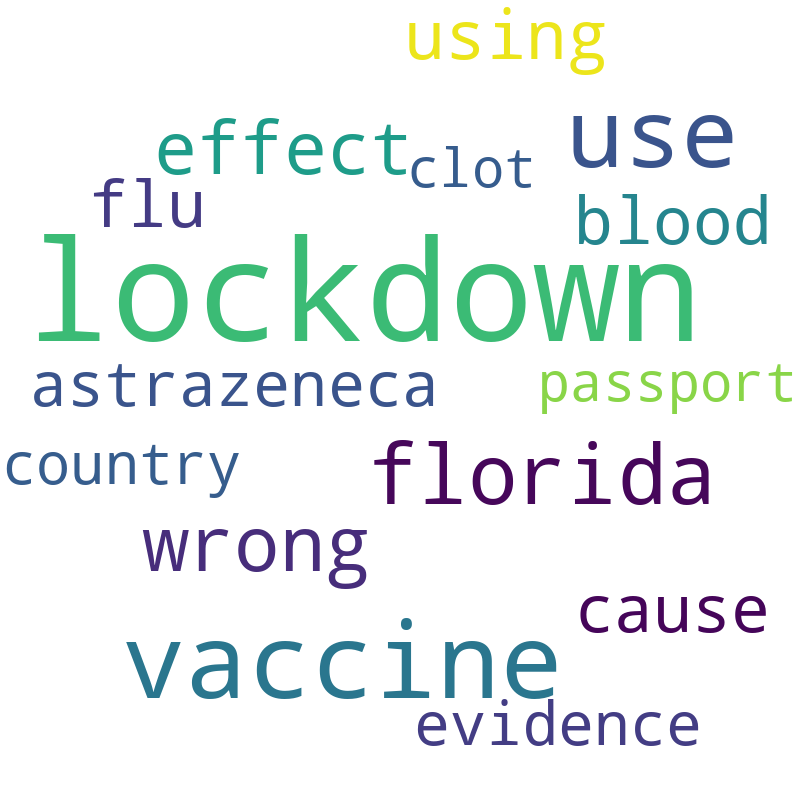 using
effect
clot
use
flu
blood
lockdown
astrazeneca
passport
country
florida
wrong
cause
vaccine
evidence